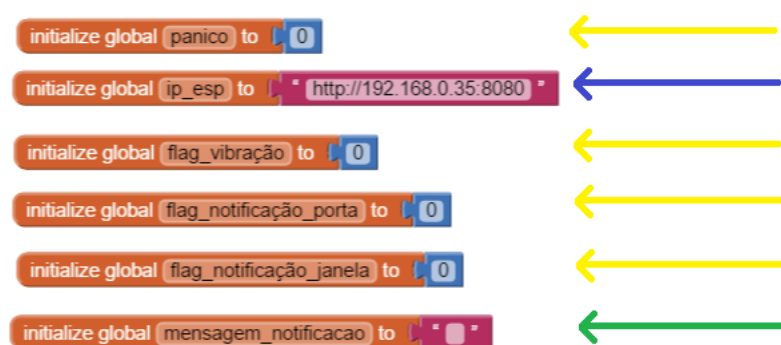 initialize global panico to 0
initialize global ip_esp to " http://192.168.0.35:8080 "
initialize global flag_vibração to 0
initialize global flag_notificação_porta to 0
initialize global flag_notificação_janela to 0
initialize global mensagem_notificacao to " "